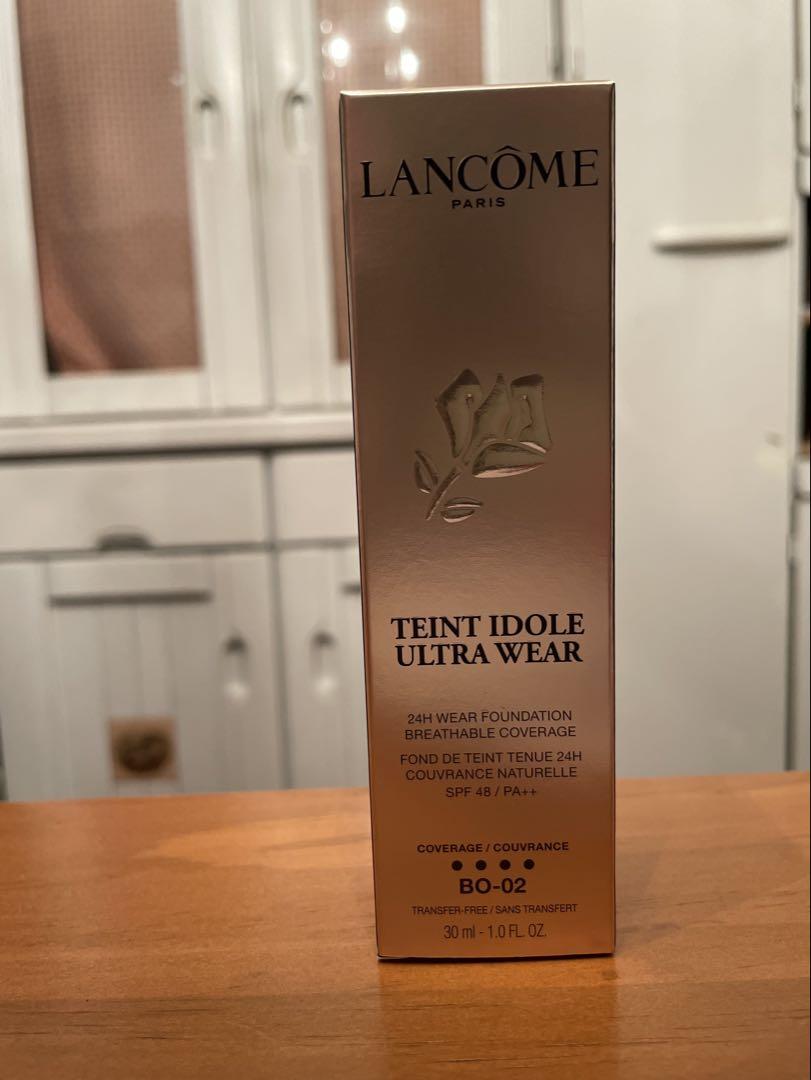 LANCÔME
PARIS
TEINT IDOLE
ULTRA WEAR
24H WEAR FOUNDATION
BREATHABLE COVERAGE
FOND DE TEINT TENUE 24H
COUVRANCE NATURELLE
SPF 48 / PA++
COVERAGE / COUVRANCE
BO-02
TRANSFER-FREE / SANS TRANSFERT
30 ml - 1.0 FL. OZ.